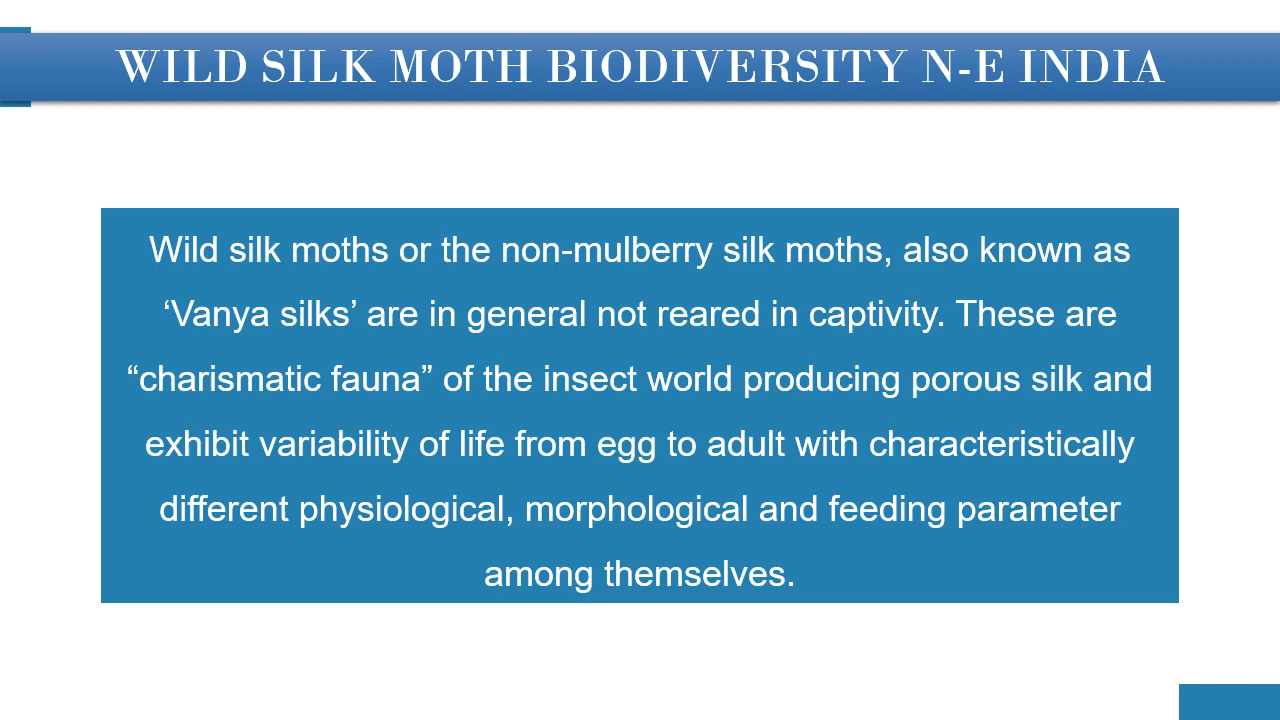 WILD SILK MOTH BIODIVERSITY N-E INDIA
Wild silk moths or the non-mulberry silk moths, also known as
‘Vanya silks’ are in general not reared in captivity. These are
“charismatic fauna” of the insect world producing porous silk and
exhibit variability of life from egg to adult with characteristically
different physiological, morphological and feeding parameter
among themselves.